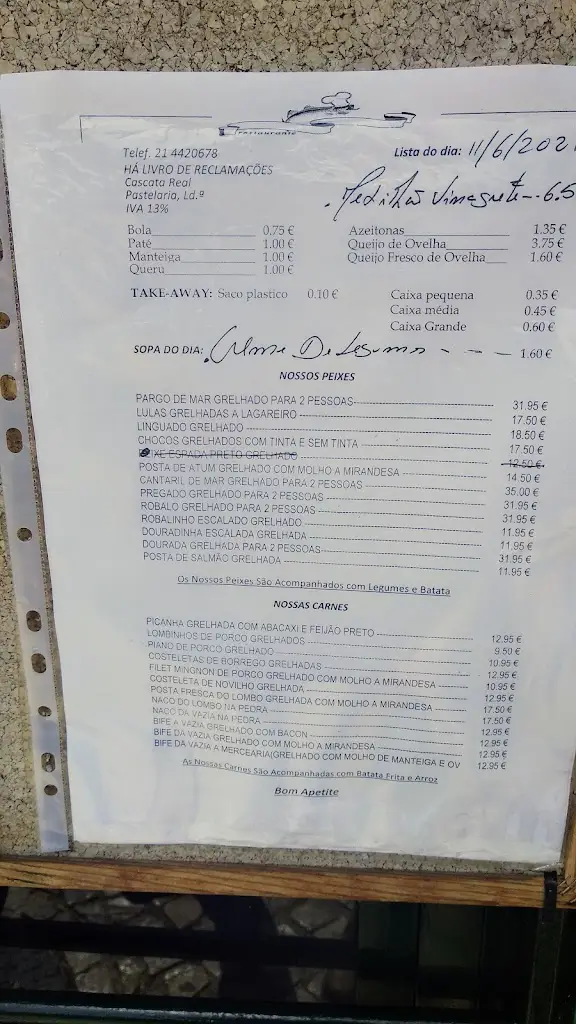 restaurante
Telef. 21 4420678
Lista do dia: 11/6/202
HÁ LIVRO DE RECLAMAÇÕES
Cascata Real
Pastelaria, Ld.ª
IVA 13%
Vinagrete -- 6.5
Bola 0.75 € Azeitonas 1.35 €
Patê 1.00 € Queijo de Ovelha 3.75 €
Manteiga 1.00 € Queijo Fresco de Ovelha 1.60 €
Queru 1.00 €
TAKE-AWAY: Saco plastico 0.10 € Caixa pequena 0.35 €
Caixa média 0.45 €
Caixa Grande 0.60 €
SOPA DO DIA: Creme De Legumes - - - 1.60 €
NOSSOS PEIXES
PARGO DE MAR GRELHADO PARA 2 PESSOAS 31.95 €
LULAS GRELHADAS A LAGAREIRO 17.50 €
LINGUADO GRELHADO 18.50 €
CHOCOS GRELHADOS COM TINTA E SEM TINTA 17.50 €
PEIXE ESPADA PRETO GRELHADO 12.50 €
POSTA DE ATUM GRELHADO COM MOLHO A MIRANDESA 14.50 €
CANTARIL DE MAR GRELHADO PARA 2 PESSOAS 35.00 €
PREGADO GRELHADO PARA 2 PESSOAS 31.95 €
ROBALO GRELHADO PARA 2 PESSOAS 31.95 €
ROBALINHO ESCALADO GRELHADO 11.95 €
DOURADINHA ESCALADA GRELHADA 11.95 €
DOURADA GRELHADA PARA 2 PESSOAS 31.95 €
POSTA DE SALMÃO GRELHADA 11.95 €
Os Nossos Peixes São Acompanhados com Legumes e Batata
NOSSAS CARNES
PICANHA GRELHADA COM ABACAXI E FEIJÃO PRETO 12.95 €
LOMBINHOS DE PORCO GRELHADOS 9.50 €
PIANO DE PORCO GRELHADO 10.95 €
COSTELETAS DE BORREGO GRELHADAS 12.95 €
FILET MINGNON DE PORCO GRELHADO COM MOLHO A MIRANDESA 10.95 €
COSTELETA DE NOVILHO GRELHADA 12.95 €
POSTA FRESCA DO LOMBO GRELHADA COM MOLHO A MIRANDESA 17.50 €
NACO DO LOMBO NA PEDRA 17.50 €
NACO DA VAZIA NA PEDRA 12.95 €
BIFE A VAZIA GRELHADO COM BACON 12.95 €
BIFE DA VAZIA GRELHADO COM MOLHO A MIRANDESA 12.95 €
BIFE DA VAZIA A MERCEARIA(GRELHADO COM MOLHO DE MANTEIGA E OV 12.95 €
As Nossas Carnes São Acompanhadas com Batata Frita e Arroz
Bom Apetite